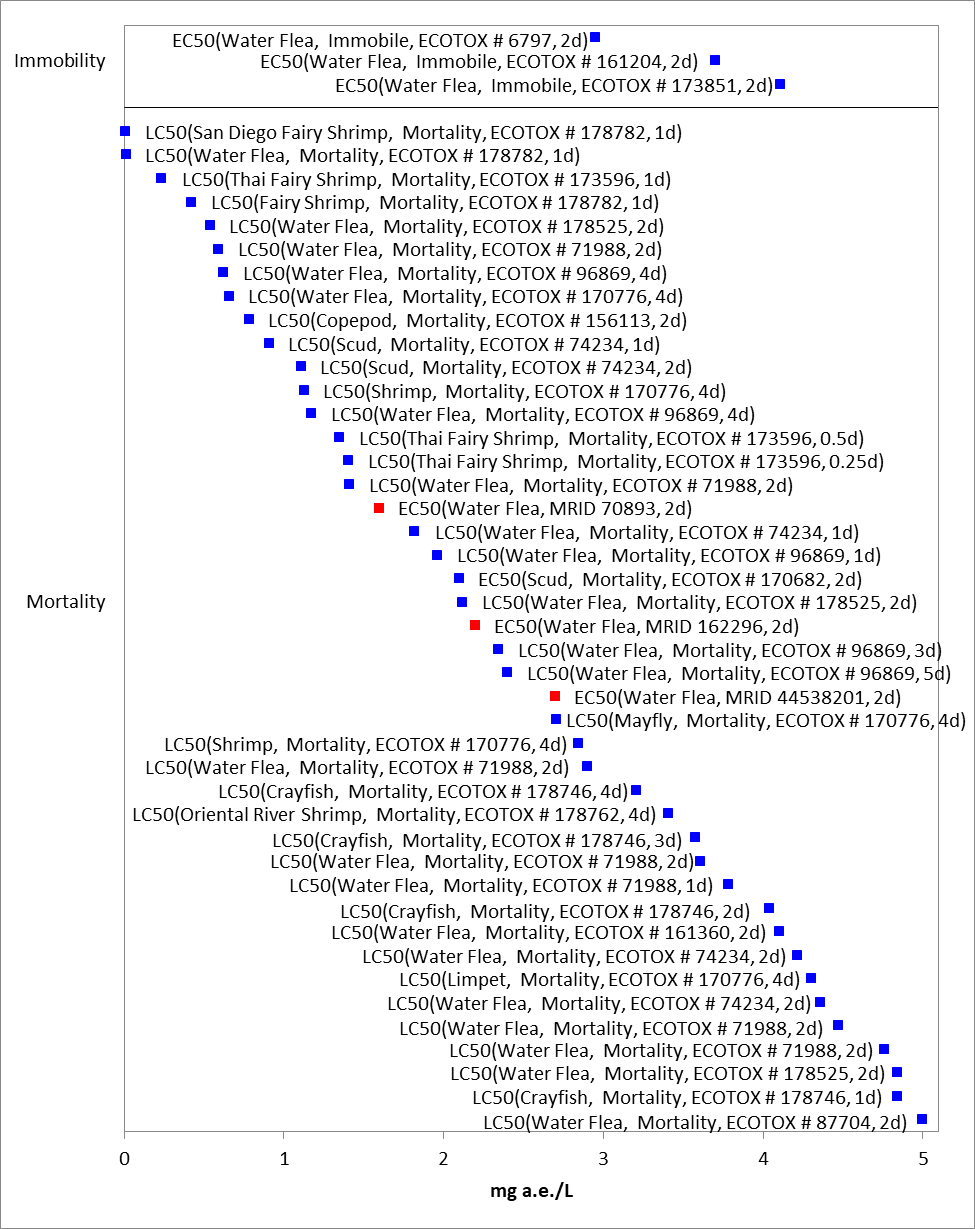 Immobility
EC50(Water Flea, Immobile, ECOTOX # 6797, 2d)
EC50(Water Flea, Immobile, ECOTOX # 161204, 2d)
EC50(Water Flea, Immobile, ECOTOX # 173851, 2d)
Mortality
LC50(San Diego Fairy Shrimp, Mortality, ECOTOX # 178782, 1d)
LC50(Water Flea, Mortality, ECOTOX # 178782, 1d)
LC50(Thai Fairy Shrimp, Mortality, ECOTOX # 173596, 1d)
LC50(Fairy Shrimp, Mortality, ECOTOX # 178782, 1d)
LC50(Water Flea, Mortality, ECOTOX # 178525, 2d)
LC50(Water Flea, Mortality, ECOTOX # 71988, 2d)
LC50(Water Flea, Mortality, ECOTOX # 96869, 4d)
LC50(Water Flea, Mortality, ECOTOX # 170776, 4d)
LC50(Copepod, Mortality, ECOTOX # 156113, 2d)
LC50(Scud, Mortality, ECOTOX # 74234, 1d)
LC50(Scud, Mortality, ECOTOX # 74234, 2d)
LC50(Shrimp, Mortality, ECOTOX # 170776, 4d)
LC50(Water Flea, Mortality, ECOTOX # 96869, 4d)
LC50(Thai Fairy Shrimp, Mortality, ECOTOX # 173596, 0.5d)
LC50(Thai Fairy Shrimp, Mortality, ECOTOX # 173596, 0.25d)
LC50(Water Flea, Mortality, ECOTOX # 71988, 2d)
EC50(Water Flea, MRID 70893, 2d)
LC50(Water Flea, Mortality, ECOTOX # 74234, 1d)
LC50(Water Flea, Mortality, ECOTOX # 96869, 1d)
EC50(Scud, Mortality, ECOTOX # 170682, 2d)
LC50(Water Flea, Mortality, ECOTOX # 178525, 2d)
EC50(Water Flea, MRID 162296, 2d)
LC50(Water Flea, Mortality, ECOTOX # 96869, 3d)
LC50(Water Flea, Mortality, ECOTOX # 96869, 5d)
EC50(Water Flea, MRID 44538201, 2d)
LC50(Mayfly, Mortality, ECOTOX # 170776, 4d)
LC50(Shrimp, Mortality, ECOTOX # 170776, 4d)
LC50(Water Flea, Mortality, ECOTOX # 71988, 2d)
LC50(Crayfish, Mortality, ECOTOX # 178746, 4d)
LC50(Oriental River Shrimp, Mortality, ECOTOX # 178762, 4d)
LC50(Crayfish, Mortality, ECOTOX # 178746, 3d)
LC50(Water Flea, Mortality, ECOTOX # 71988, 2d)
LC50(Water Flea, Mortality, ECOTOX # 71988, 1d)
LC50(Crayfish, Mortality, ECOTOX # 178746, 2d)
LC50(Water Flea, Mortality, ECOTOX # 161360, 2d)
LC50(Water Flea, Mortality, ECOTOX # 74234, 2d)
LC50(Limpet, Mortality, ECOTOX # 170776, 4d)
LC50(Water Flea, Mortality, ECOTOX # 74234, 2d)
LC50(Water Flea, Mortality, ECOTOX # 71988, 2d)
LC50(Water Flea, Mortality, ECOTOX # 71988, 2d)
LC50(Water Flea, Mortality, ECOTOX # 178525, 2d)
LC50(Crayfish, Mortality, ECOTOX # 178746, 1d)
LC50(Water Flea, Mortality, ECOTOX # 87704, 2d)
0 1 2 3 4 5
mg a.e./L